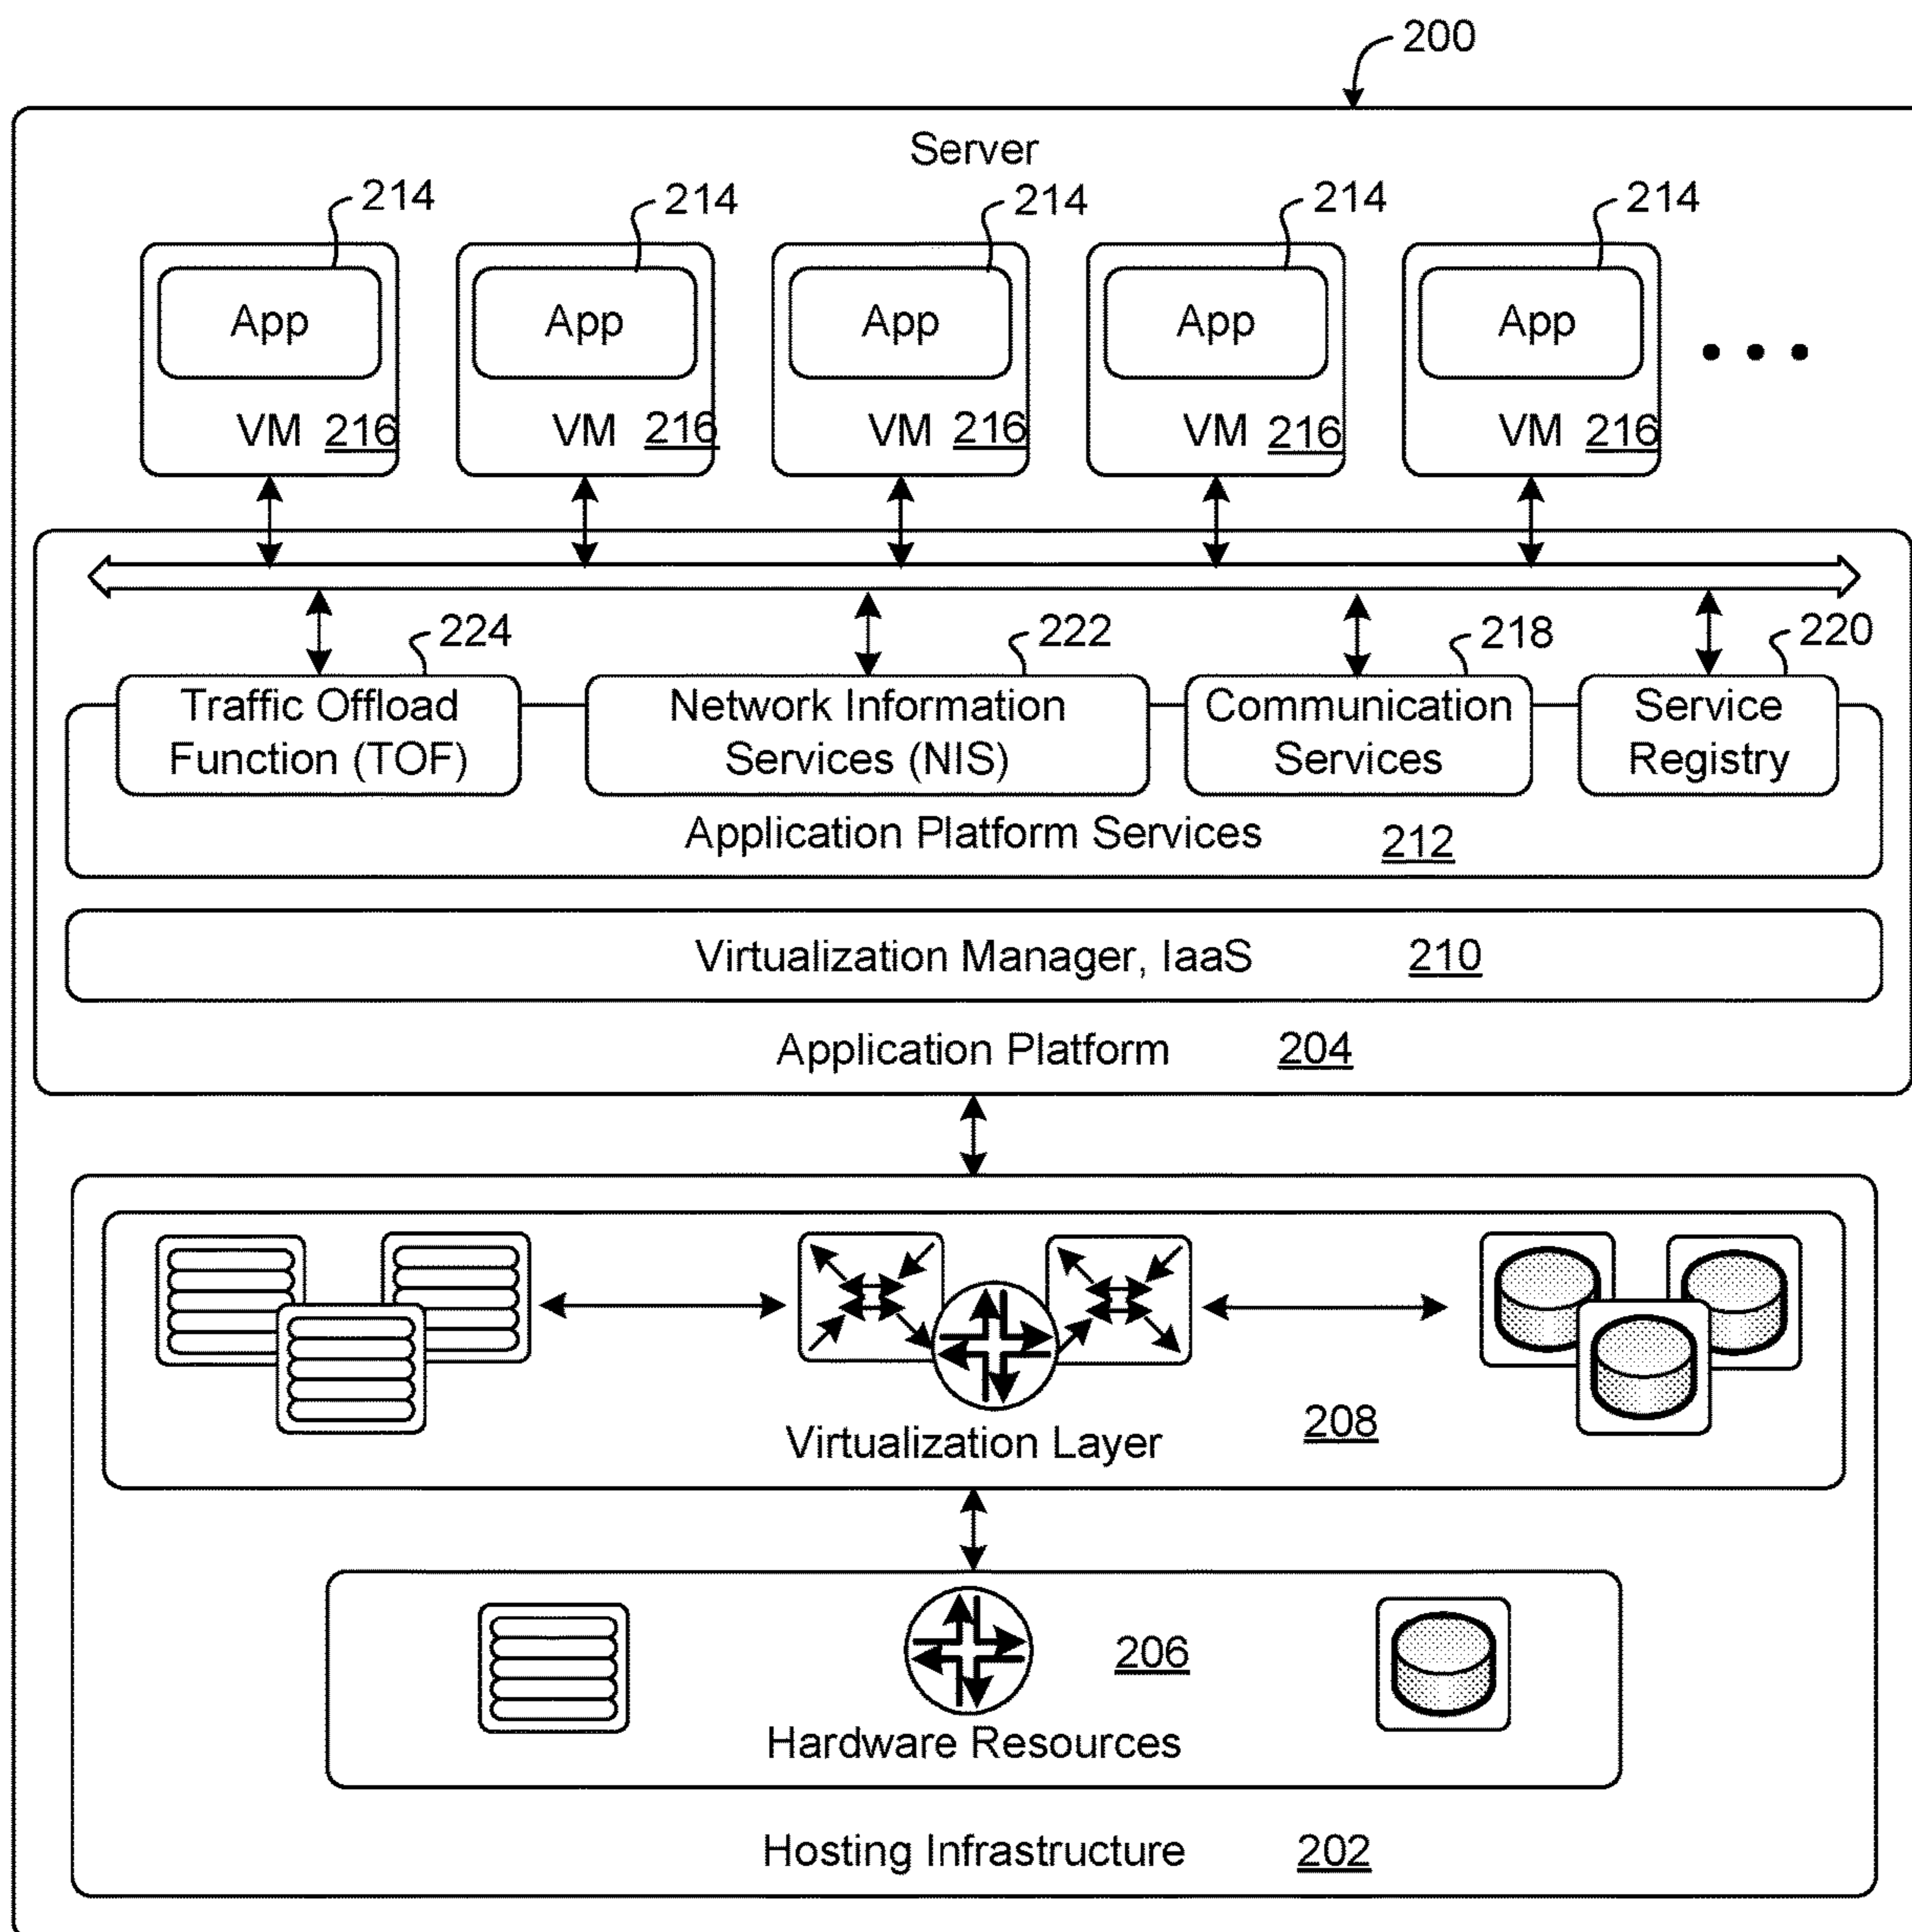 200
Server
214 214 214 214 214
App App App App App
VM 216 VM 216 VM 216 VM 216 VM 216
224 222 218 220
Traffic Offload
Function (TOF)
Network Information
Services (NIS)
Communication
Services
Service
Registry
Application Platform Services 212
Virtualization Manager, IaaS 210
Application Platform 204
Virtualization Layer 208
206
Hardware Resources
Hosting Infrastructure 202